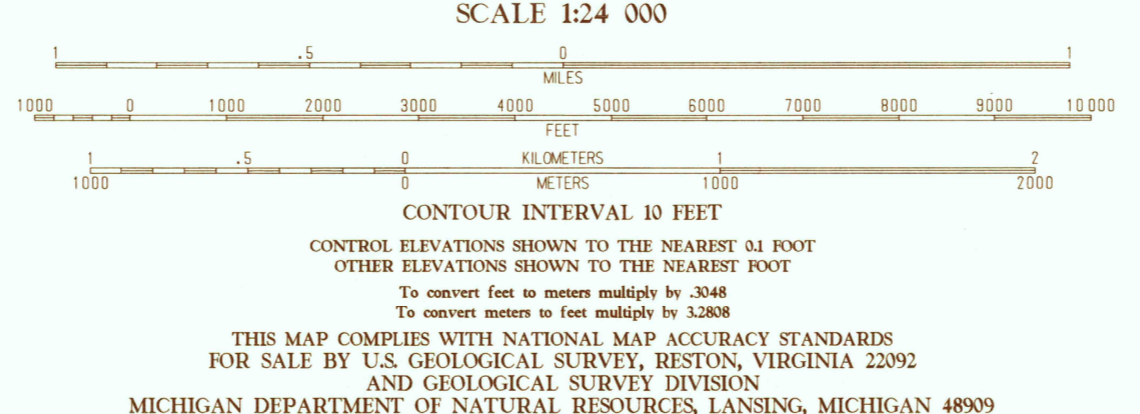 SCALE 1:24 000
1 .5 0 1
MILES
1000 0 1000 2000 3000 4000 5000 6000 7000 8000 9000 10 000
FEET
1 .5 0 KILOMETERS 1 2
1000 0 METERS 1000 2000
CONTOUR INTERVAL 10 FEET
CONTROL ELEVATIONS SHOWN TO THE NEAREST 0.1 FOOT
OTHER ELEVATIONS SHOWN TO THE NEAREST FOOT
To convert feet to meters multiply by .3048
To convert meters to feet multiply by 3.2808
THIS MAP COMPLIES WITH NATIONAL MAP ACCURACY STANDARDS
FOR SALE BY U.S. GEOLOGICAL SURVEY, RESTON, VIRGINIA 22092
AND GEOLOGICAL SURVEY DIVISION
MICHIGAN DEPARTMENT OF NATURAL RESOURCES, LANSING, MICHIGAN 48909